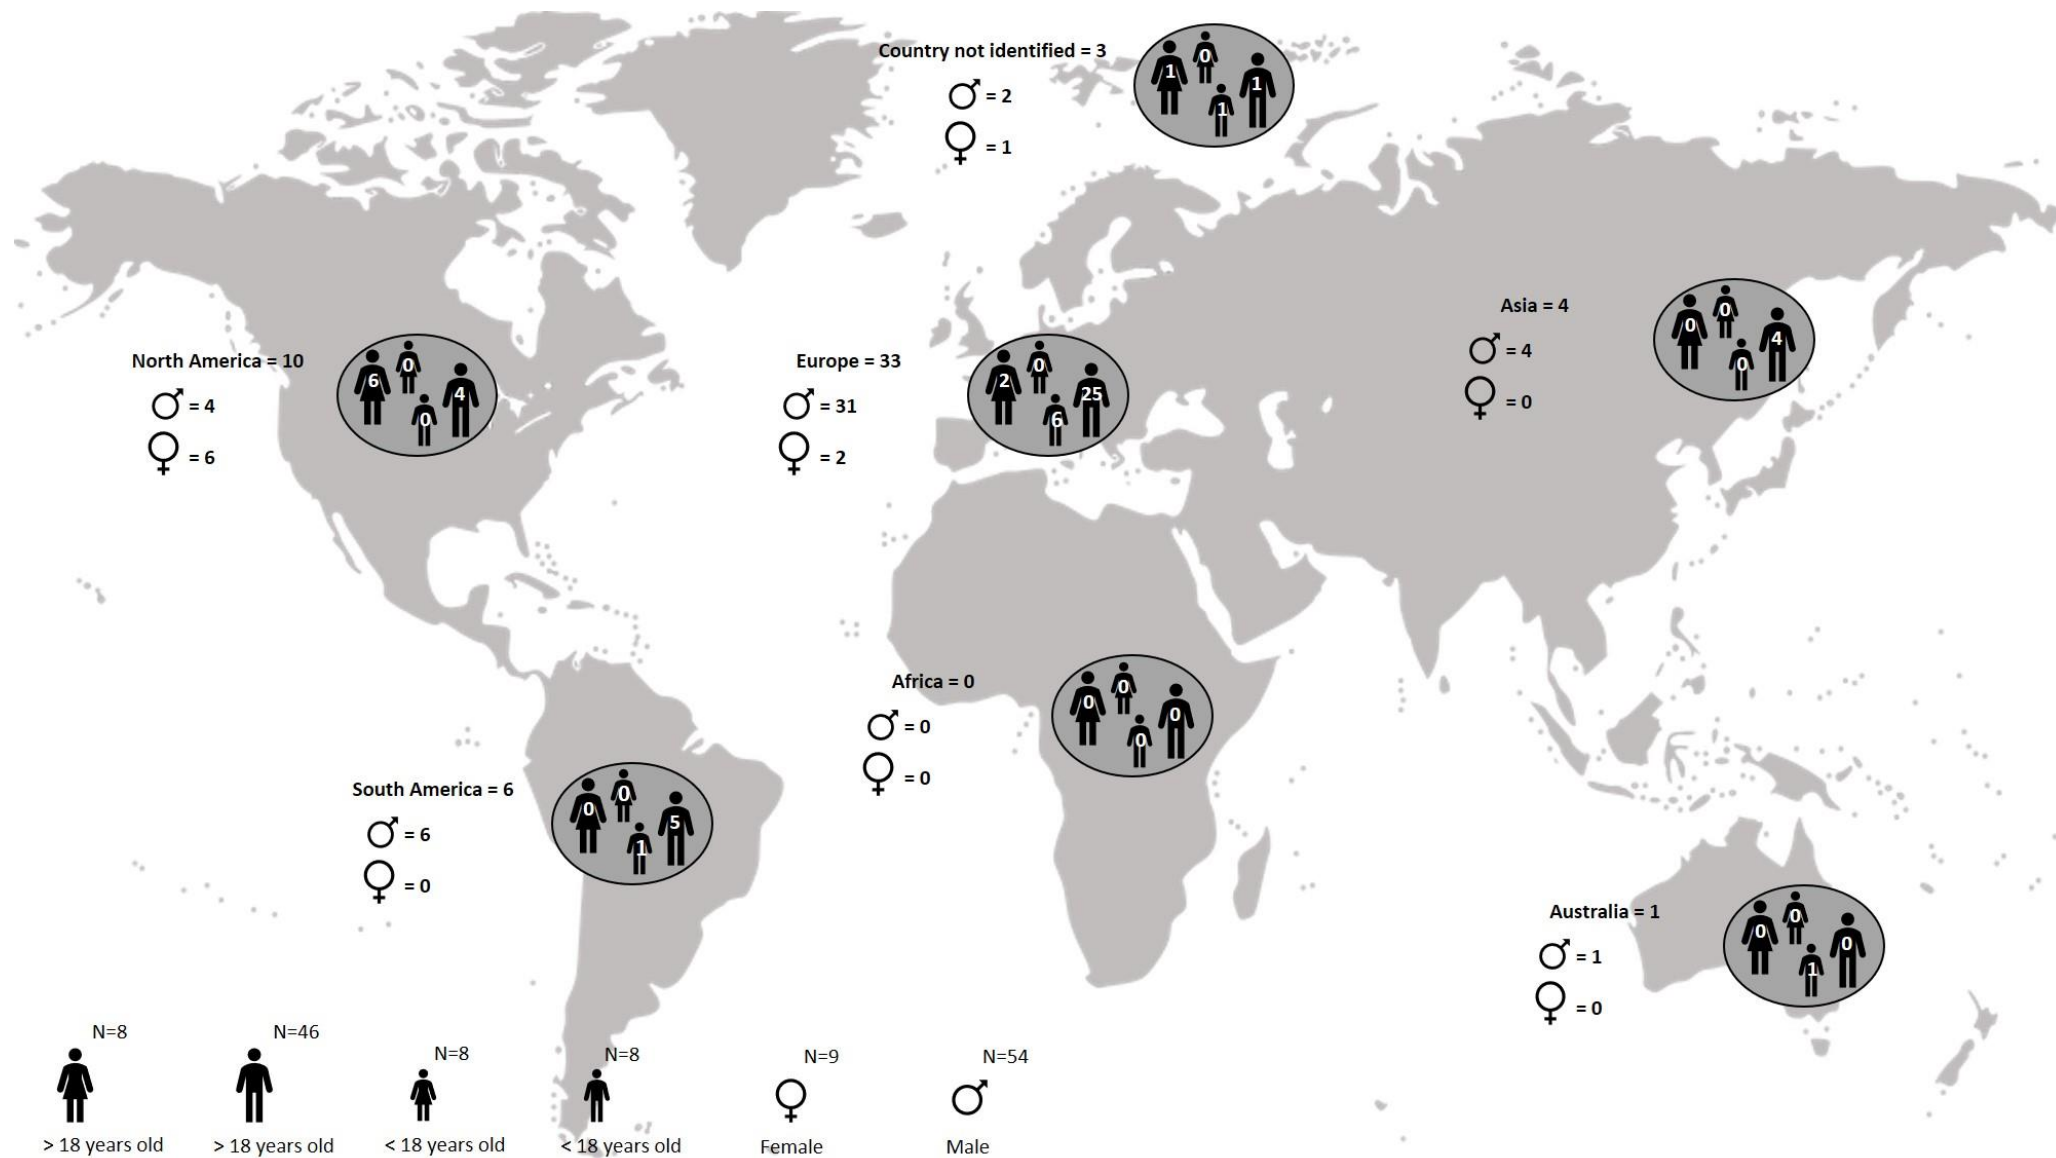 Country not identified = 3
= 2
= 1
1
0
1
1
North America = 10
= 4
= 6
6
0
4
0
Europe = 33
= 31
= 2
2
0
25
6
Asia = 4
= 4
= 0
0
0
4
0
Africa = 0
= 0
= 0
0
0
0
0
South America = 6
= 6
= 0
0
0
5
1
Australia = 1
= 1
= 0
0
0
0
1
N=8
> 18 years old
N=46
> 18 years old
N=8
< 18 years old
N=8
< 18 years old
N=9
Female
N=54
Male